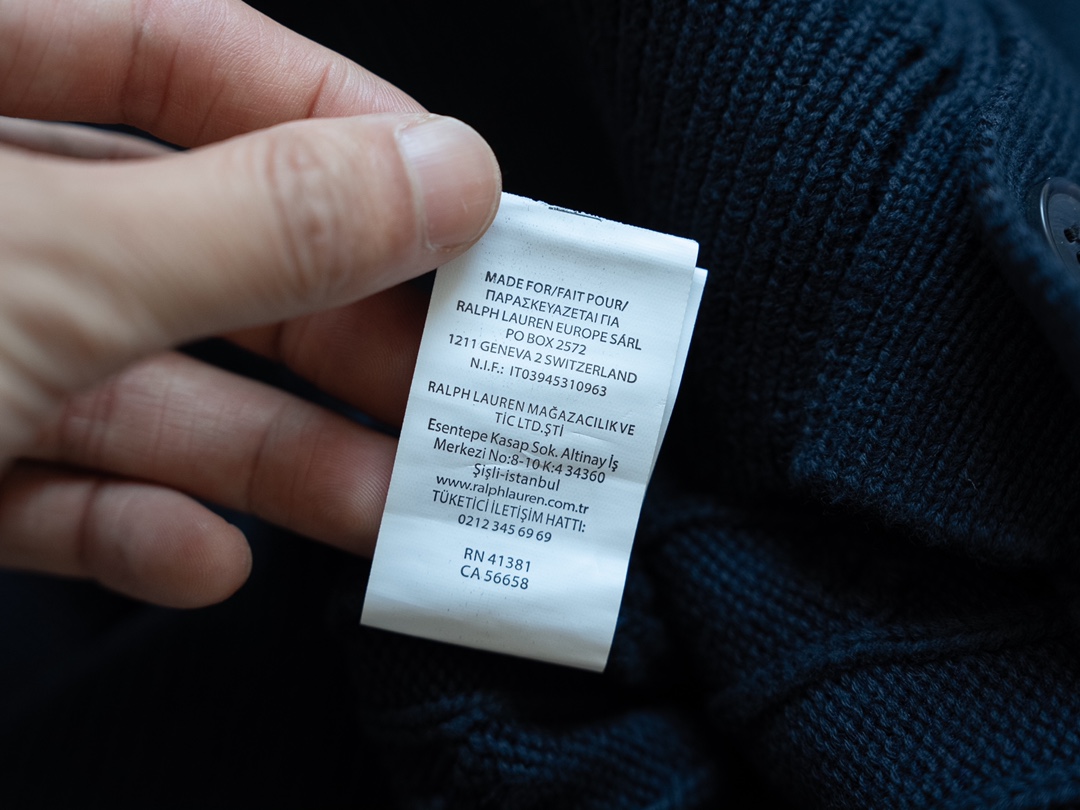 MADE FOR/FAIT POUR/
ΠΑΡΑΣΚΕΥΑΖΕΤΑΙ ΓΙΑ
RALPH LAUREN EUROPE SÁRL
PO BOX 2572
1211 GENEVA 2 SWITZERLAND
N.I.F.: IT03945310963
RALPH LAUREN MAĞAZACILIK VE
TİC LTD.ŞTİ
Esentepe Kasap Sok. Altinay İş
Merkezi No:8-10 K:4 34360
Şişli-istanbul
www.ralphlauren.com.tr
TÜKETİCİ İLETİŞİM HATTI:
0212 345 69 69
RN 41381
CA 56658